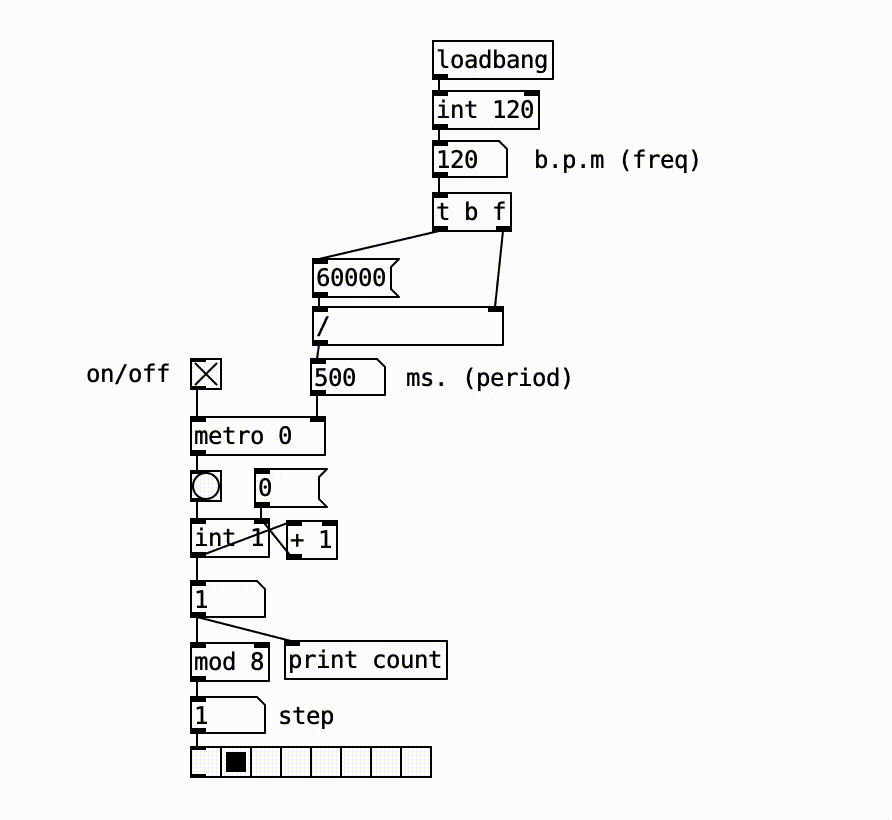 loadbang
int 120
120
b.p.m (freq)
t b f
60000
/
on/off
500
ms. (period)
metro 0
0
int 1
+ 1
1
mod 8
print count
1
step